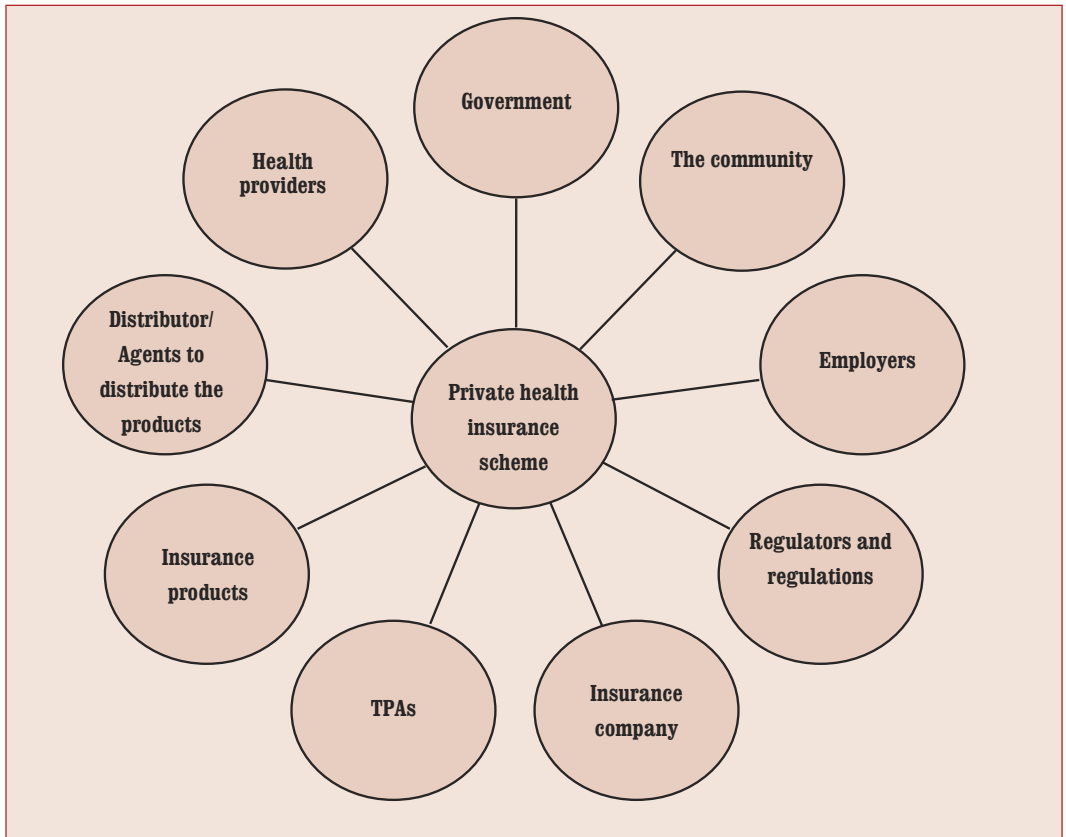 Government
The community
Health
providers
Distributor/
Agents to
distribute the
products
Employers
Private health
insurance
scheme
Insurance
products
Regulators and
regulations
TPAs
Insurance
company